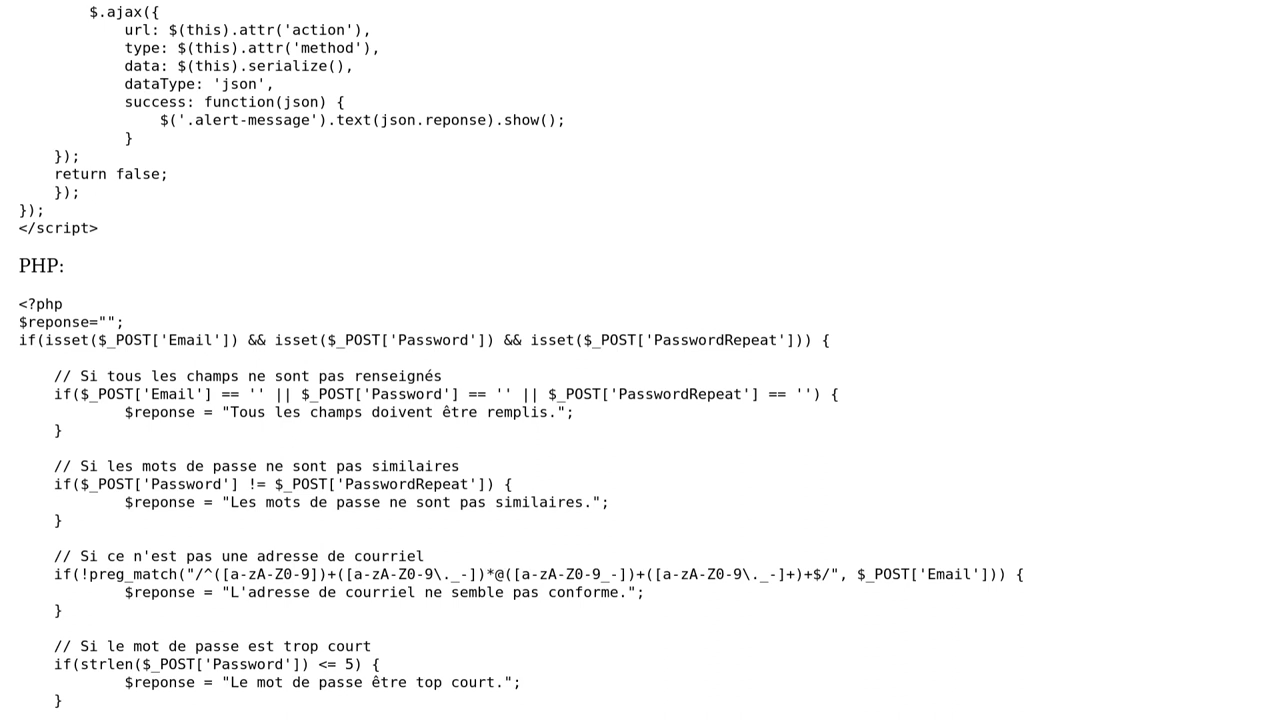 $.ajax({
            url: $(this).attr('action'),
            type: $(this).attr('method'),
            data: $(this).serialize(),
            dataType: 'json',
            success: function(json) {
                $('.alert-message').text(json.reponse).show();
            }
    });
    return false;
    });
});
</script>
PHP:
<?php
$reponse="";
if(isset($_POST['Email']) && isset($_POST['Password']) && isset($_POST['PasswordRepeat'])) {
    // Si tous les champs ne sont pas renseignés
    if($_POST['Email'] == '' || $_POST['Password'] == '' || $_POST['PasswordRepeat'] == '') {
            $reponse = "Tous les champs doivent être remplis.";
    }
    // Si les mots de passe ne sont pas similaires
    if($_POST['Password'] != $_POST['PasswordRepeat']) {
            $reponse = "Les mots de passe ne sont pas similaires.";
    }
    // Si ce n'est pas une adresse de courriel
    if(!preg_match("/^([a-zA-Z0-9])+([a-zA-Z0-9\._-])*@([a-zA-Z0-9_-])+([a-zA-Z0-9\._-]+)+$/", $_POST['Email'])) {
            $reponse = "L'adresse de courriel ne semble pas conforme.";
    }
    // Si le mot de passe est trop court
    if(strlen($_POST['Password']) <= 5) {
            $reponse = "Le mot de passe être top court.";
    }